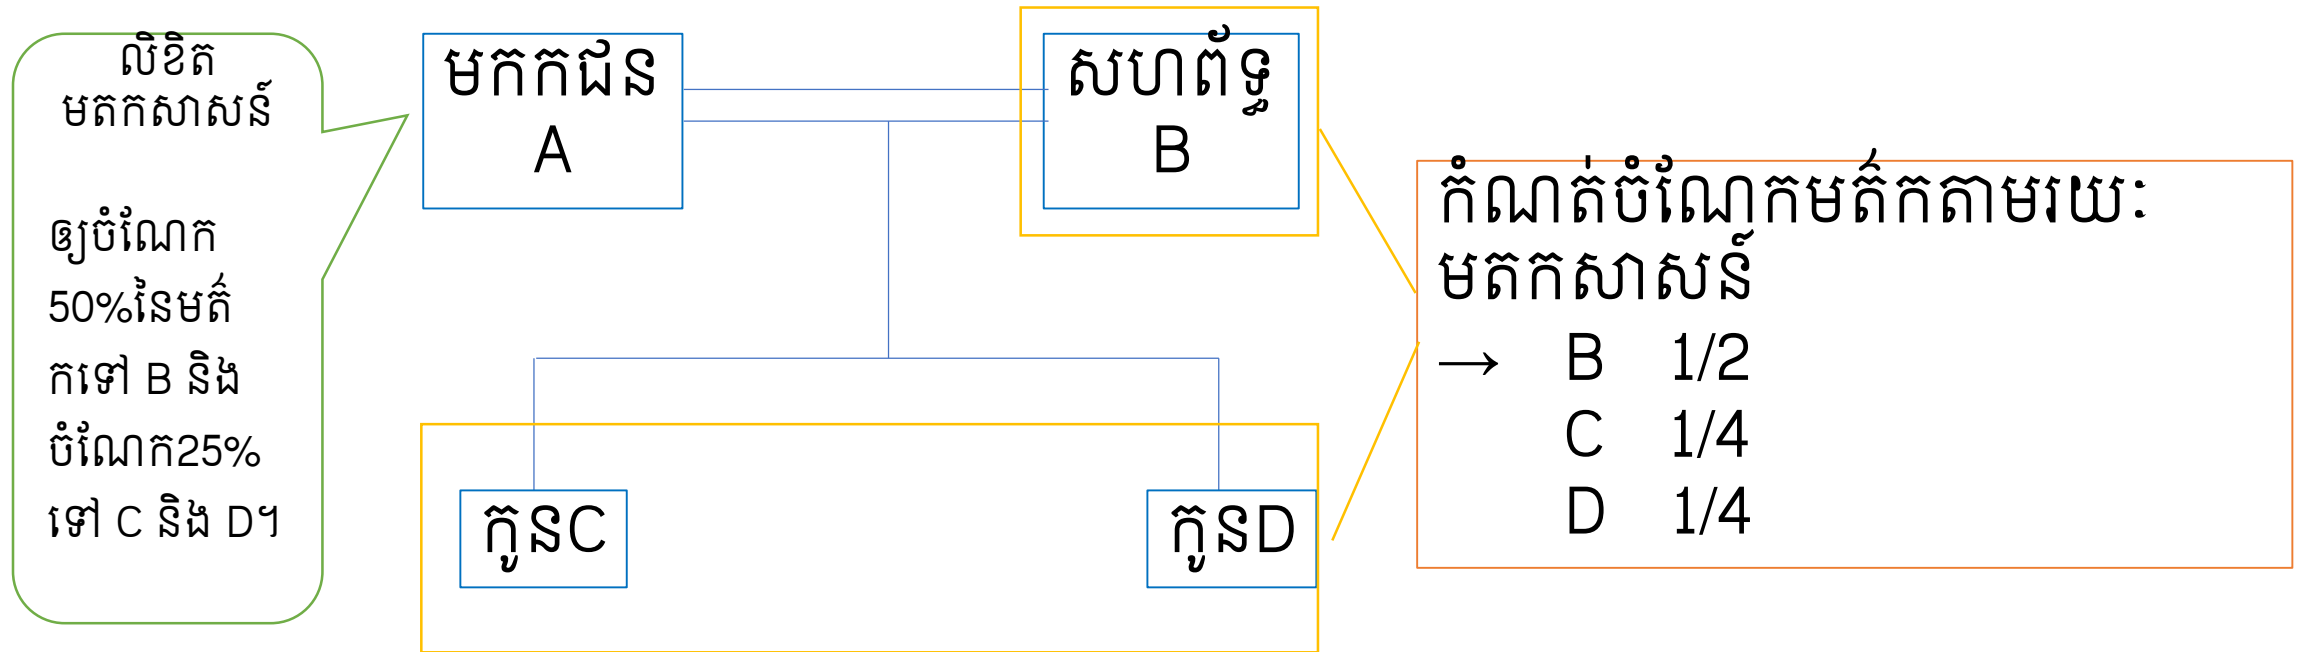 លិខិត
មតកសាសន៍
ឲ្យចំណែក
50%នៃមត៌
កទៅ B និង
ចំណែក25%
ទៅ C និង D។
មកកជន
A
សហព័ទ្ធ
B
កូនC
កូនD
កំណត់ចំណែកមត៌កតាមរយៈ
មតកសាសន៍
→ B 1/2
C 1/4
D 1/4